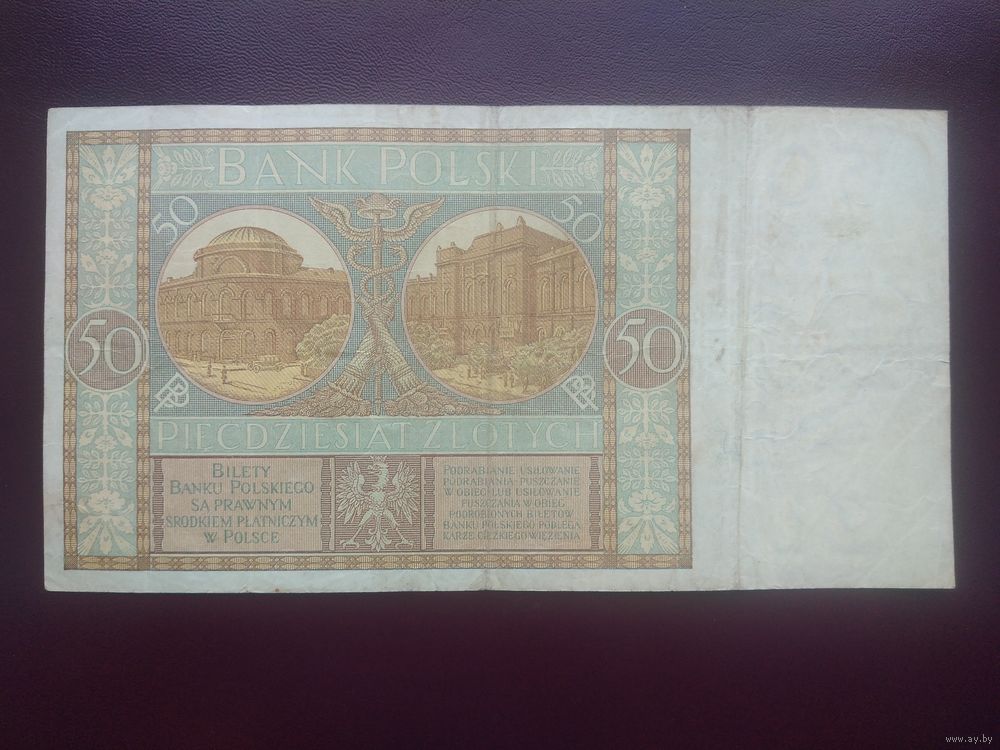 BANK POLSKI
50
50
50
50
PIĘĆDZIESIĄT ZŁOTYCH
BILETY
BANKU POLSKIEGO
SĄ PRAWNYM
ŚRODKIEM PŁATNICZYM
W POLSCE
PODRABIANIE, USIŁOWANIE
PODRABIANIA, PUSZCZANIE
W OBIEG LUB USIŁOWANIE
PUSZCZANIA W OBIEG
PODROBIONYCH BILETÓW
BANKU POLSKIEGO PODLEGA
KARZE CIĘŻKIEGO WIĘZIENIA
www.ay.by